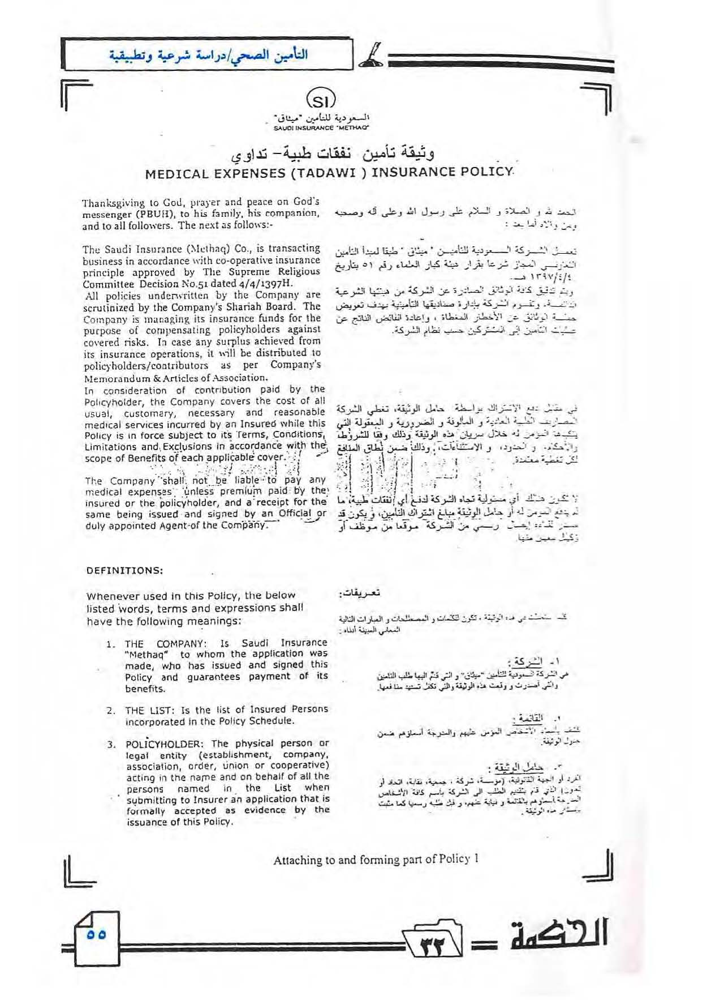 التأمين الصحي/دراسة شرعية وتطبيقية
SI
السعودية للتأمين "ميثاق"
SAUDI INSURANCE "METHAQ"
وثيقة تأمين نفقات طبية - تداوي
MEDICAL EXPENSES (TADAWI ) INSURANCE POLICY
Thanksgiving to God, prayer and peace on God's
messenger (PBUH), to his family, his companion,
and to all followers. The next as follows:-
The Saudi Insurance (Methaq) Co., is transacting
business in accordance with co-operative insurance
principle approved by The Supreme Religious
Committee Decision No.51 dated 4/4/1397H.
All policies underwritten by the Company are
scrutinized by the Company's Shariah Board. The
Company is managing its insurance funds for the
purpose of compensating policyholders against
covered risks. In case any surplus achieved from
its insurance operations, it will be distributed to
policyholders/contributors as per Company's
Memorandum & Articles of Association.
In consideration of contribution paid by the
Policyholder, the Company covers the cost of all
usual, customary, necessary and reasonable
medical services incurred by an Insured while this
Policy is in force subject to its Terms, Conditions,
Limitations and Exclusions in accordance with the
scope of Benefits of each applicable cover.
The Company shall not be liable to pay any
medical expenses unless premium paid by the
insured or the policyholder, and a receipt for the
same being issued and signed by an Official or
duly appointed Agent of the Company.
DEFINITIONS:
Whenever used in this Policy, the below
listed words, terms and expressions shall
have the following meanings:
1. THE COMPANY: Is Saudi Insurance
"Methaq" to whom the application was
made, who has issued and signed this
Policy and guarantees payment of its
benefits.
2. THE LIST: Is the list of Insured Persons
incorporated in the Policy Schedule.
3. POLICYHOLDER: The physical person or
legal entity (establishment, company,
association, order, union or cooperative)
acting in the name and on behalf of all the
persons named in the List when
submitting to Insurer an application that is
formally accepted as evidence by the
issuance of this Policy.
الحمد لله و الصلاة و السلام على رسول الله وعلى آله وصحبه
ومن والاه أما بعد :
تعمل الشركة السعودية للتأمين "ميثاق" طبقا لمبدأ التأمين
التعاوني المجاز شرعا بقرار هيئة كبار العلماء رقم ٥١ بتاريخ
١٣٩٧/٤/٤ هـ.
ويتم تدقيق كافة الوثائق الصادرة عن الشركة من هيئتها الشرعية
وتقوم الشركة بإدارة صناديقها التأمينية بهدف تعويض
حملة الوثائق عن الأخطار المغطاة ، وإعادة الفائض الناتج عن
عمليات التأمين إلى المشتركين حسب نظام الشركة.
في مقابل دفع الاشتراك بواسطة حامل الوثيقة، تغطي الشركة
المصاريف الطبية العادية و المألوفة و الضرورية و المعقولة التي
خلال سريان هذه الوثيقة وذلك وفقا للشروط
والأحكام، و الحدود، و الاستثناءات، وذلك ضمن نطاق المنافع
لكل تغطية معتمدة.
لا تكون هناك أي مسئولية تجاه الشركة لدفع أي نفقات طبية، ما
لم يدفع المؤمن له أو حامل الوثيقة مبلغ اشتراك التأمين، و يكون قد
رسمي من الشركة موقعا من موظف أو
وكيل معين منها.
تعريفات:
هذه الوثيقة ، تكون للكلمات و المصطلحات و العبارات التالية
المعاني المبينة أدناه :
١- الشركة :
هي الشركة السعودية للتأمين "ميثاق" و التي قدم اليها طلب التأمين
والتي أصدرت و وقعت هذه الوثيقة والتي تكفل تسديد منافعها.
٢- القائمة :
كشف بأسماء الأشخاص المؤمن عليهم والمدرجة أسماؤهم ضمن
جدول الوثيقة.
٣- حامل الوثيقة :
الفرد أو الجهة القانونية، (مؤسسة، شركة ، جمعية، نقابة، اتحاد أو
الذي قام بتقديم الطلب الى الشركة باسم كافة الأشخاص
أسماؤهم بالقائمة و نيابة عنهم، و قبل طلبه رسميا كما مثبت
هذه الوثيقة.
Attaching to and forming part of Policy 1
الحكمة
٣٢
٥٥